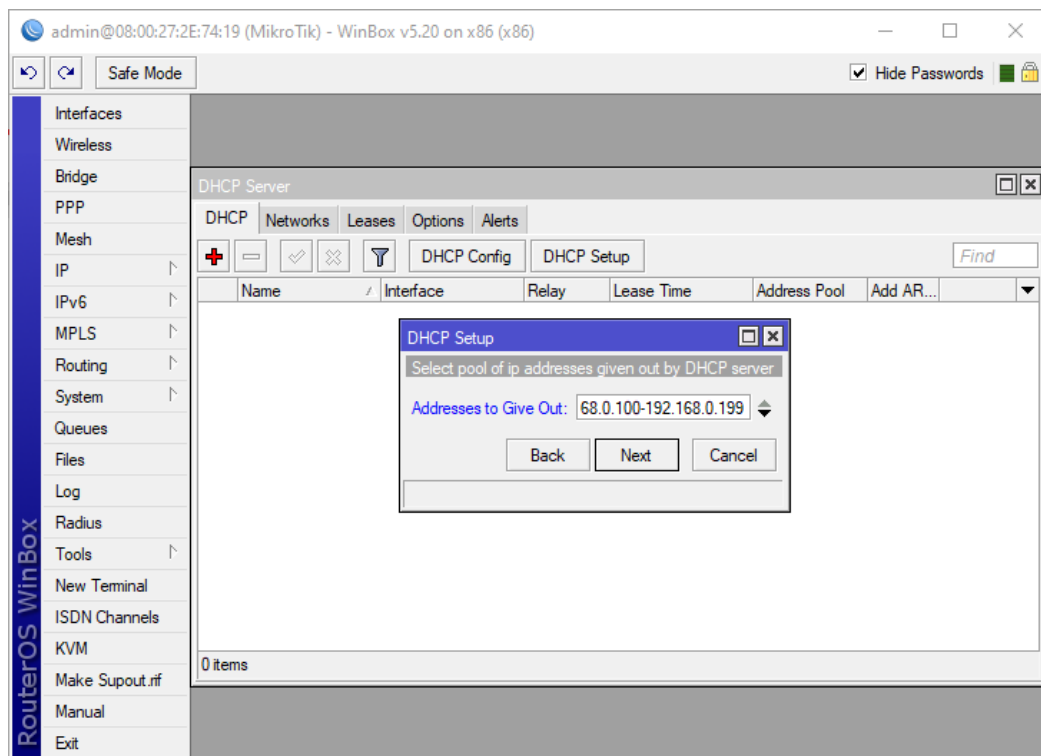 admin@08:00:27:2E:74:19 (MikroTik) - WinBox v5.20 on x86 (x86)
Safe Mode
Hide Passwords
RouterOS WinBox
Interfaces
Wireless
Bridge
PPP
Mesh
IP
IPv6
MPLS
Routing
System
Queues
Files
Log
Radius
Tools
New Terminal
ISDN Channels
KVM
Make Supout.rif
Manual
Exit
DHCP Server
DHCP Networks Leases Options Alerts
DHCP Config DHCP Setup Find
Name Interface Relay Lease Time Address Pool Add AR...
DHCP Setup
Select pool of ip addresses given out by DHCP server
Addresses to Give Out: 68.0.100-192.168.0.199
Back Next Cancel
0 items